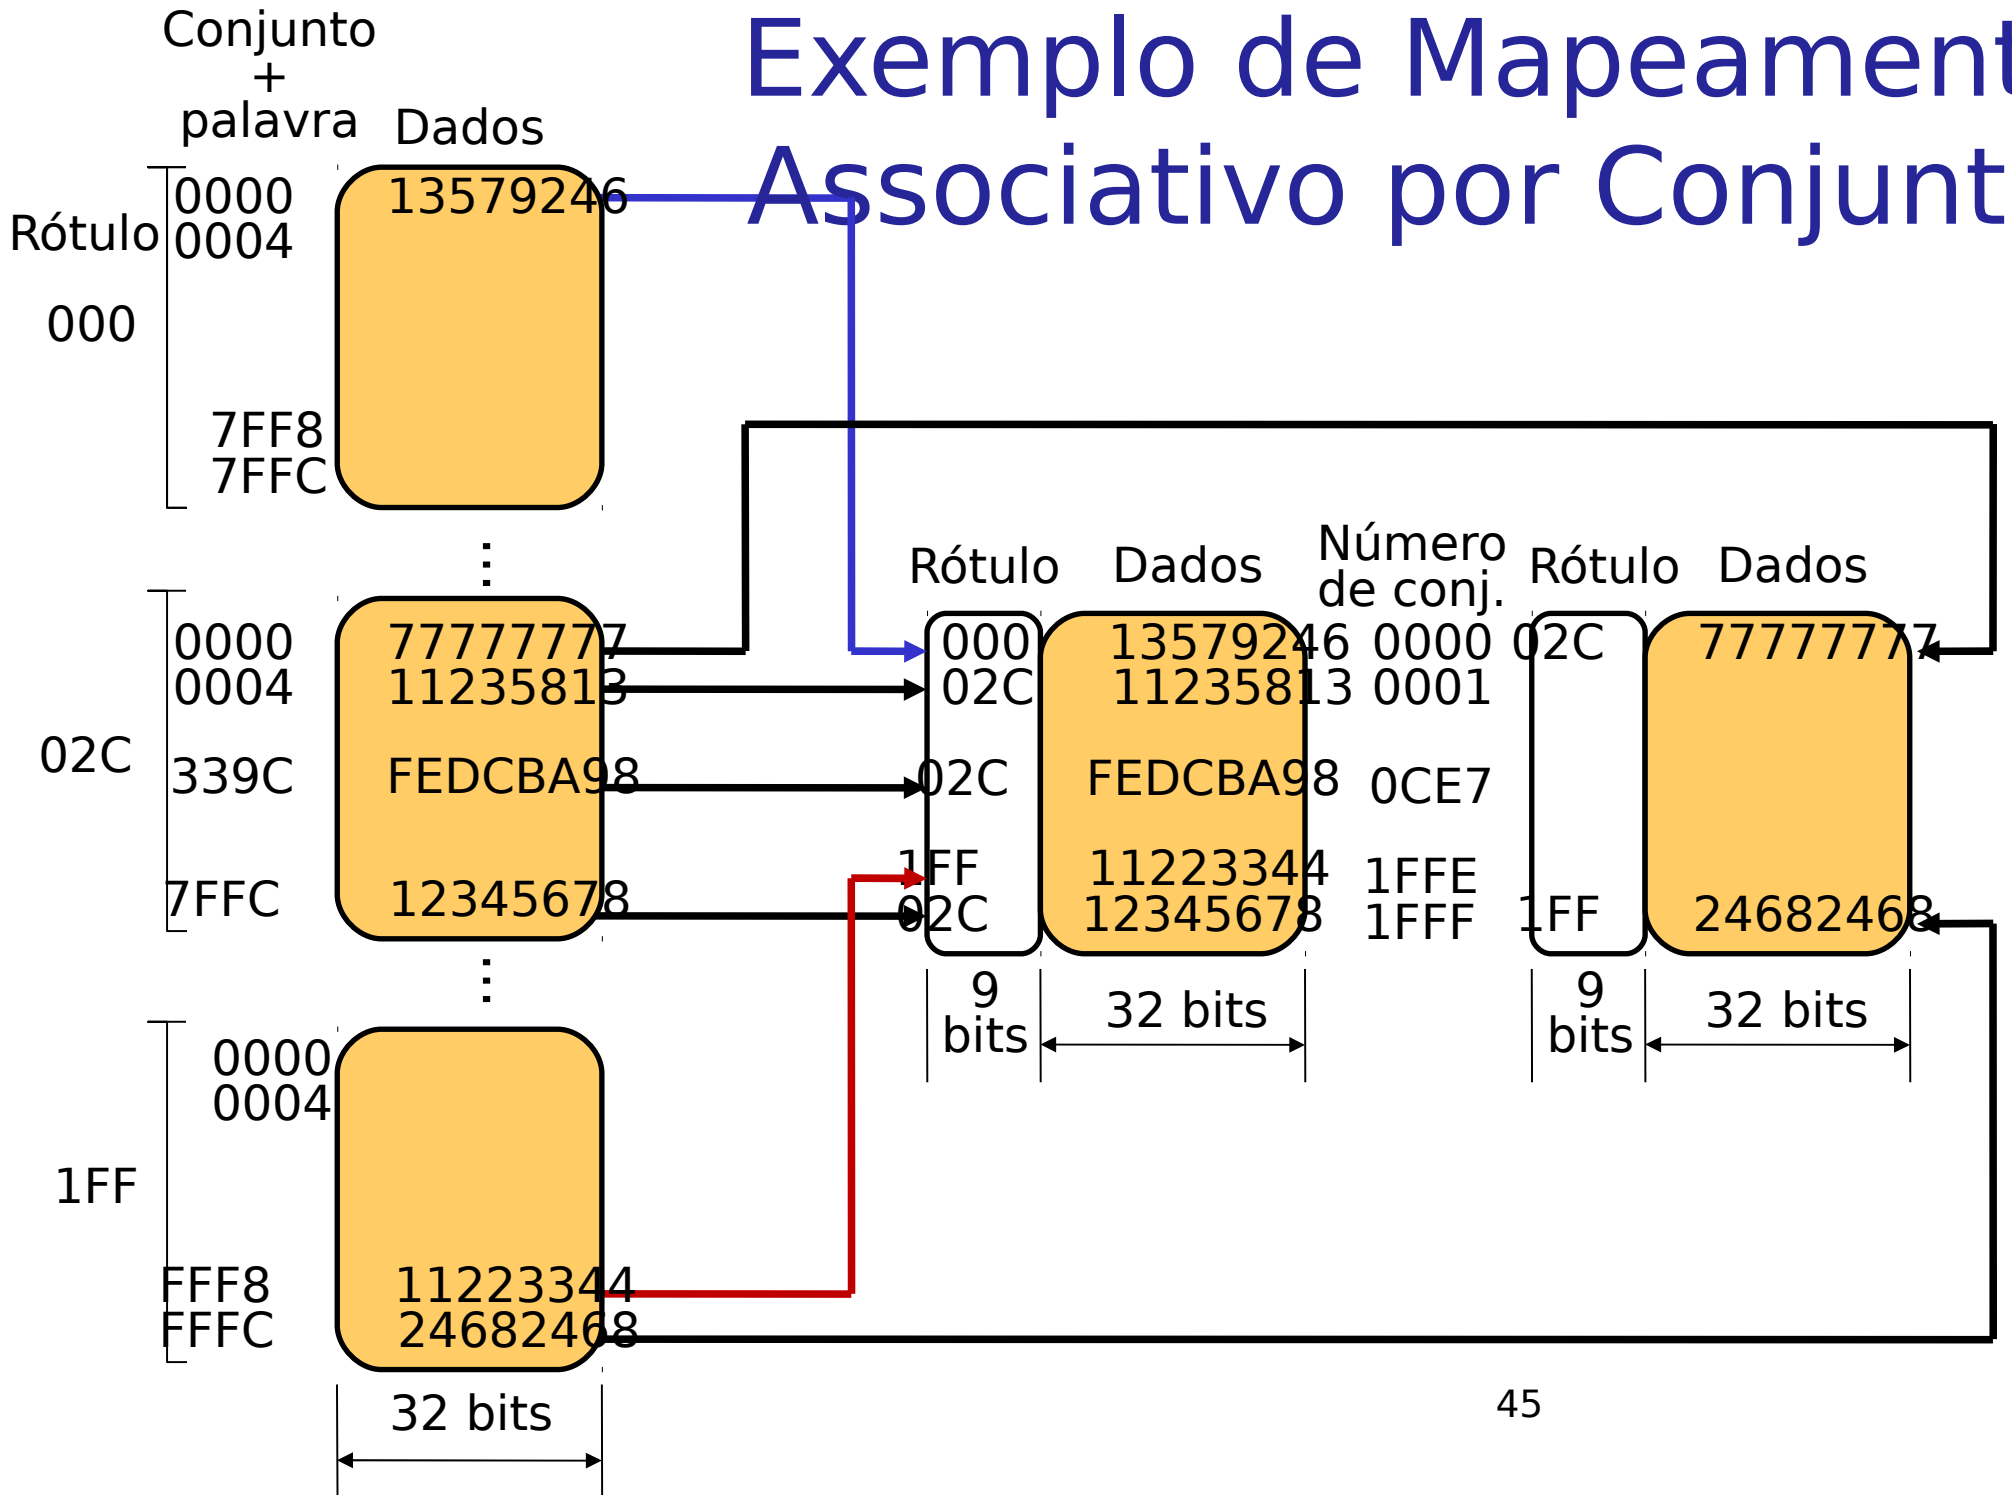 Exemplo de Mapeament
Associativo por Conjunt
Conjunto
+
palavra
Dados
Rótulo
000
0000
13579246
0004
7FF8
7FFC
...
02C
0000
77777777
0004
11235813
339C
FEDCBA98
7FFC
12345678
...
1FF
0000
0004
FFF8
11223344
FFFC
24682468
32 bits
Rótulo
Dados
Número
de conj.
Rótulo
Dados
000
13579246
0000
02C
77777777
02C
11235813
0001
02C
FEDCBA98
0CE7
1FF
11223344
1FFE
02C
12345678
1FFF
1FF
24682468
9
bits
32 bits
9
bits
32 bits
45